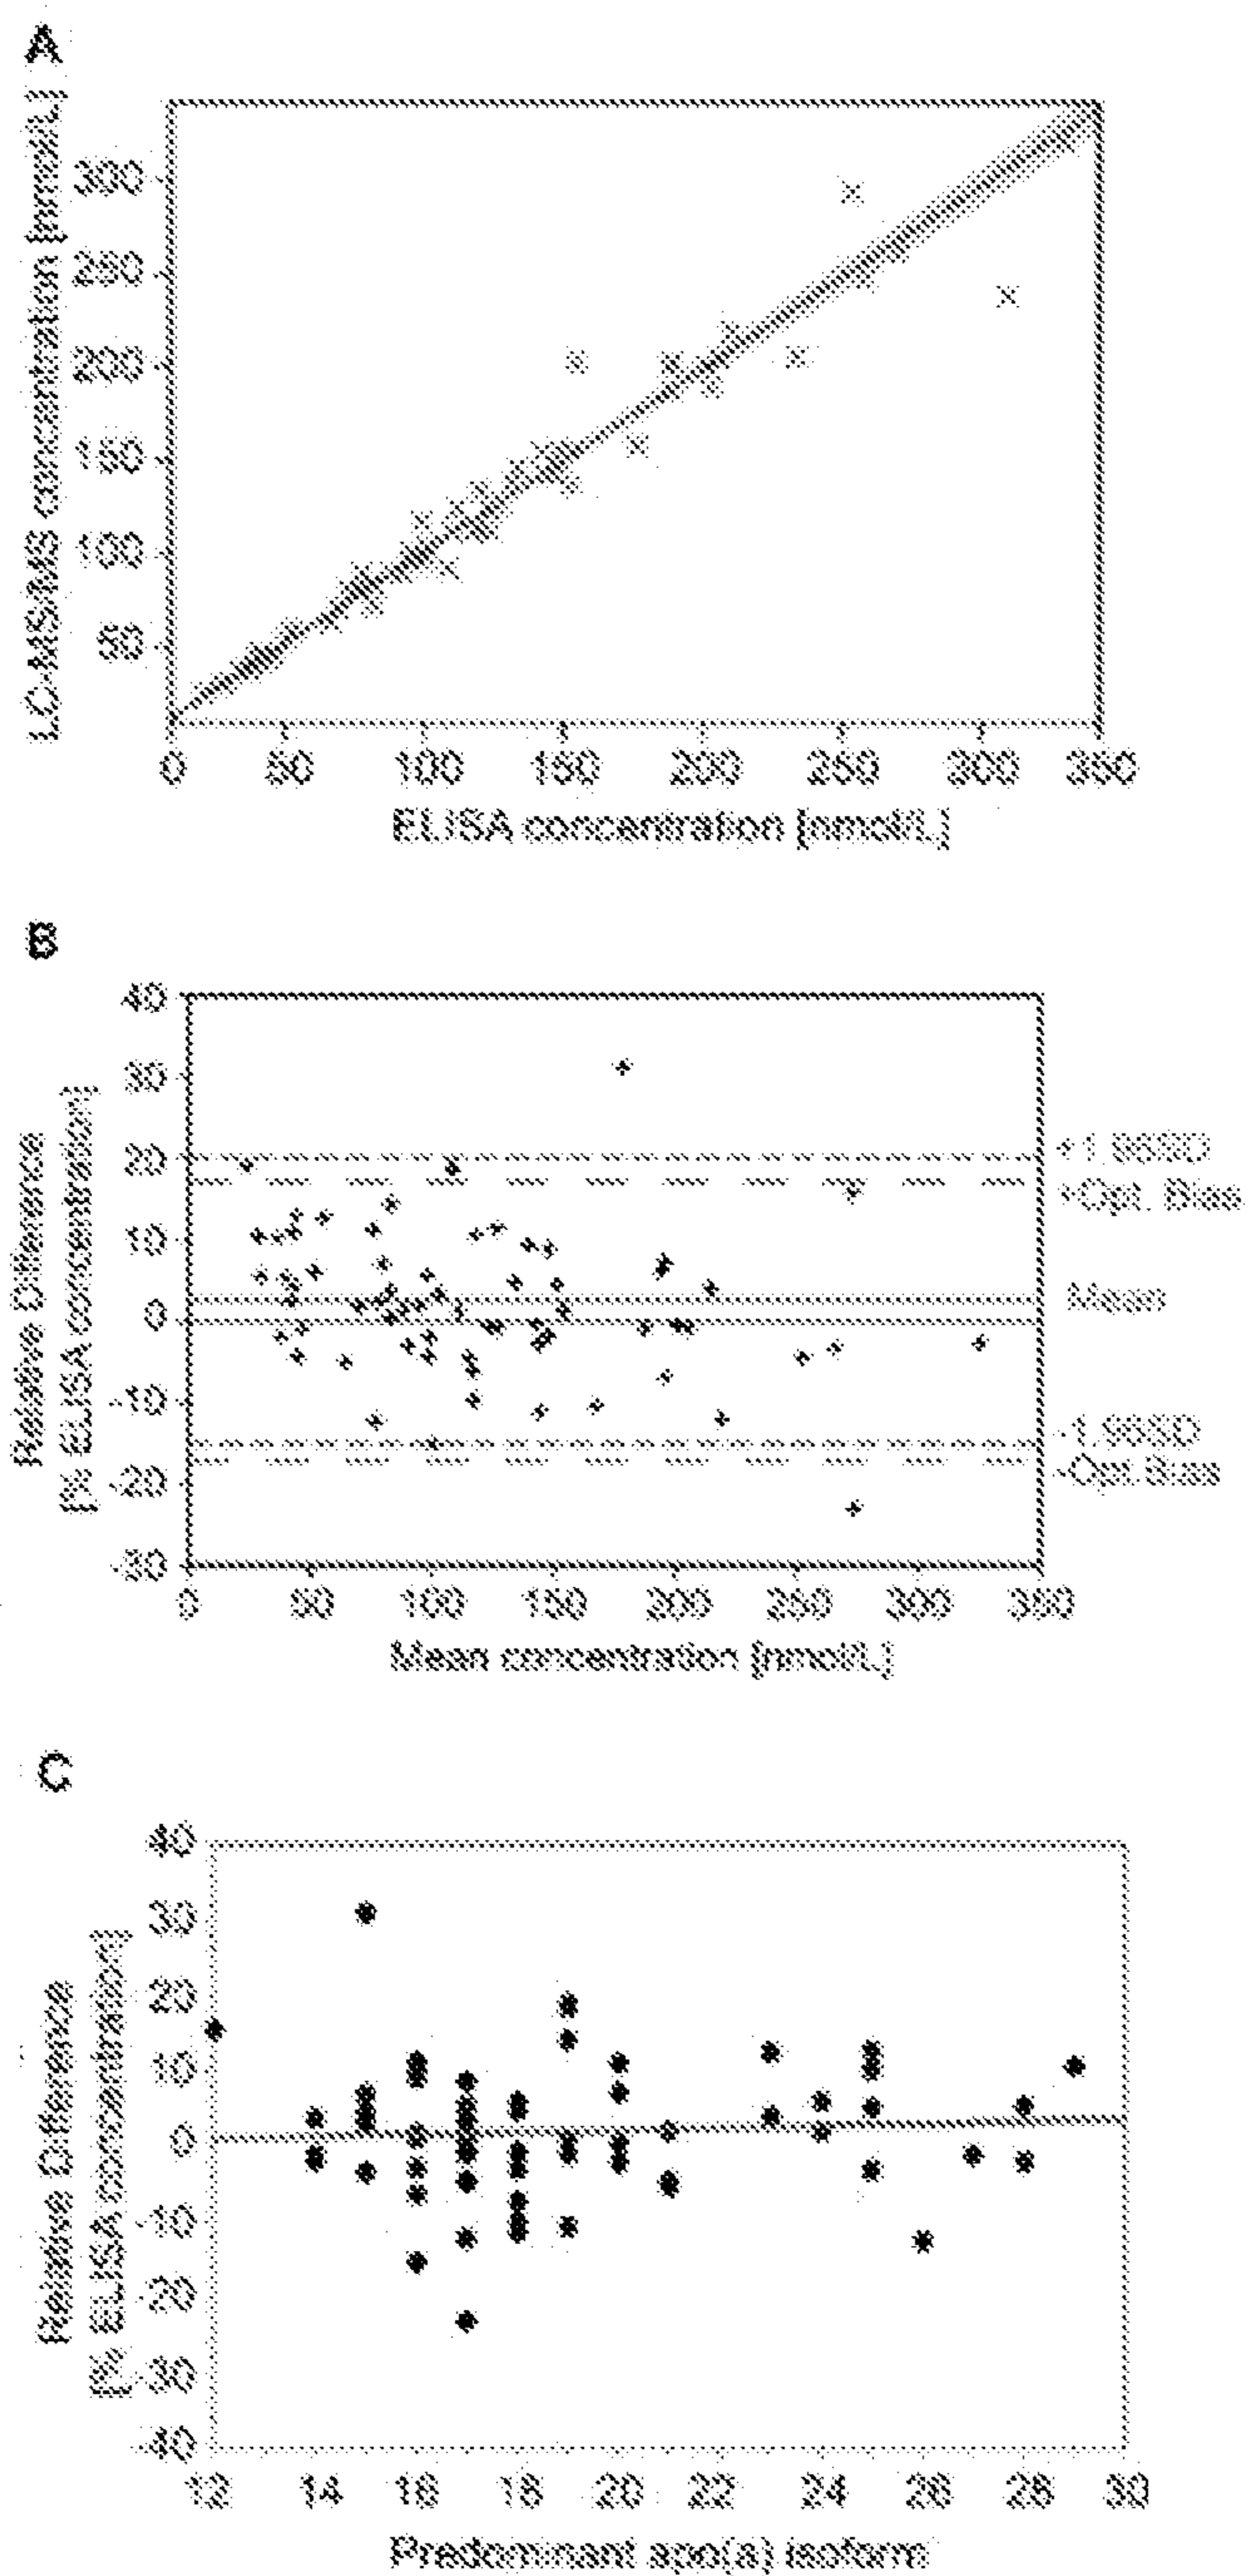 A
LC-MS/MS concentration [nmol/L]
300
250
200
150
100
50
0 50 100 150 200 250 300 350
ELISA concentration [nmol/L]
B
Relative Difference
[% ELISA concentration]
40
30
20
10
0
-10
-20
-30
+1.96SD
+Opt. Bias
Mean
-1.96SD
-Opt.Bias
0 50 100 150 200 250 300 350
Mean concentration [nmol/L]
C
Relative Difference
[% ELISA concentration]
40
30
20
10
0
-10
-20
-30
-40
12 14 16 18 20 22 24 26 28 30
Predominant apo(a) isoform